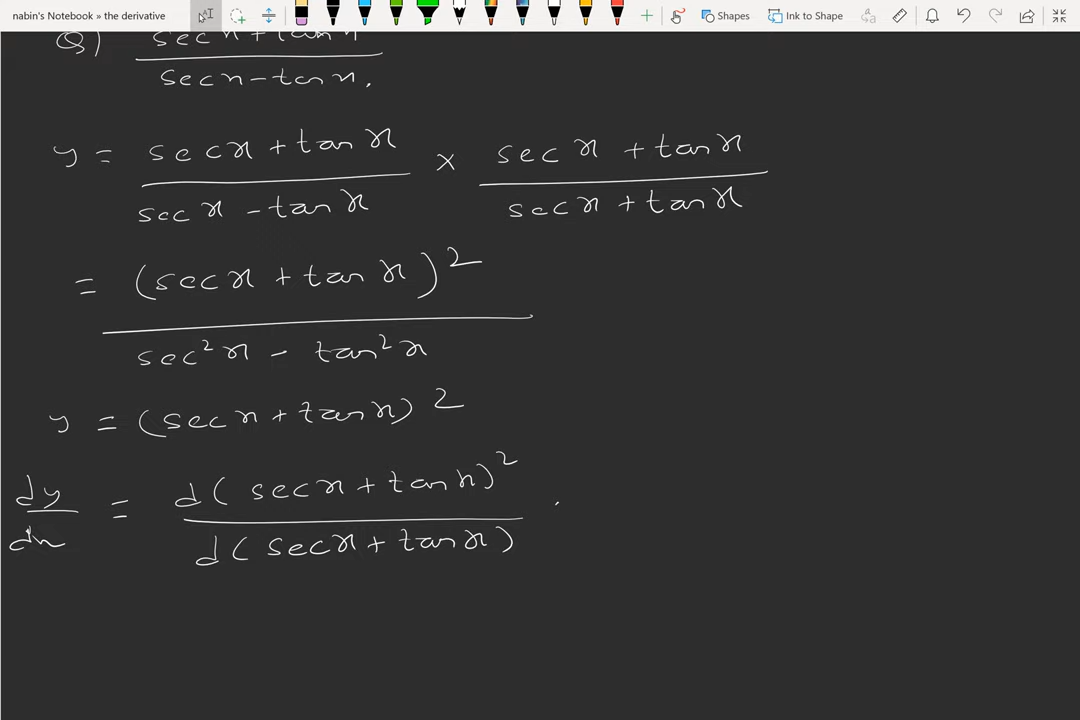 nabin's Notebook » the derivative Shapes Ink to Shape
Q) sec x + tan x
sec x - tan x.
y = sec x + tan x × sec x + tan x
sec x - tan x sec x + tan x
= (sec x + tan x)²
sec² x - tan² x
y = (sec x + tan x)²
dy = d(sec x + tan x)² .
dx d(sec x + tan x)